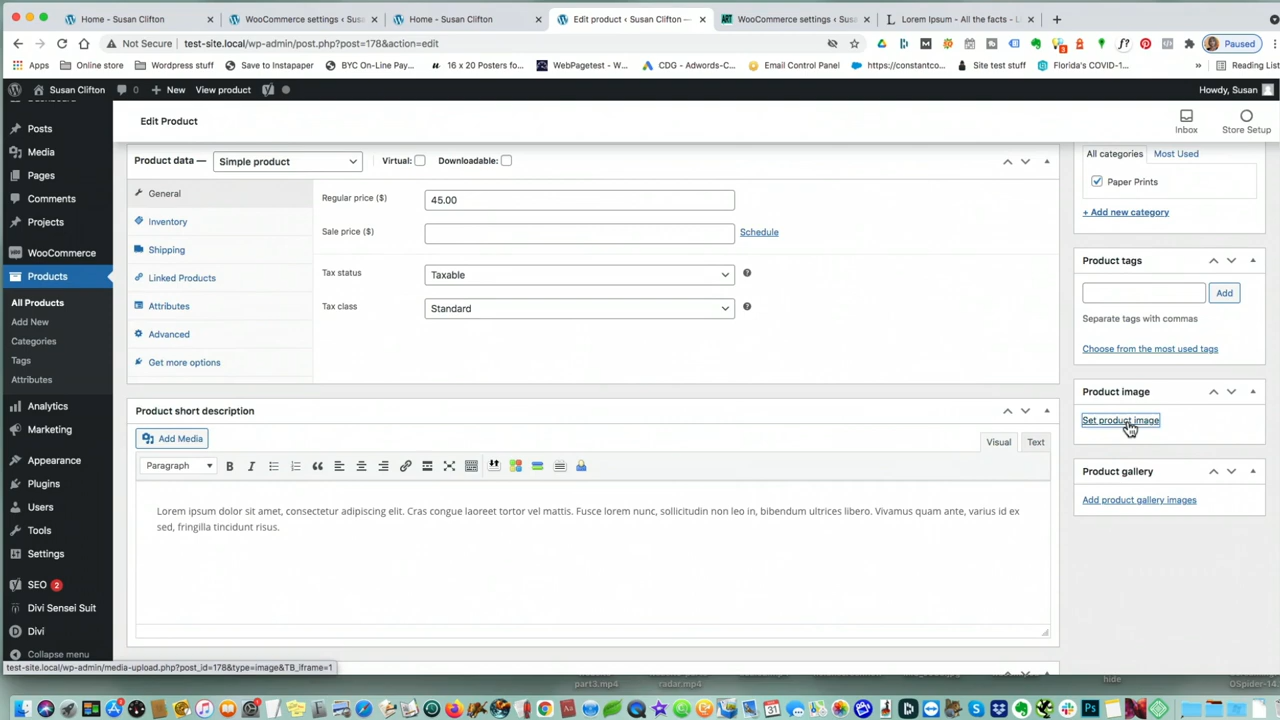 Home - Susan Clifton × WooCommerce settings ‹ Susan × Home - Susan Clifton × Edit product ‹ Susan Clifton — × WooCommerce settings ‹ Susan × Lorem Ipsum - All the facts - L × +
Not Secure test-site.local/wp-admin/post.php?post=178&action=edit Paused
Apps Online store Wordpress stuff Save to Instapaper BYC On-Line Pay... 16 x 20 Posters fo... WebPagetest - W... CDG - Adwords-C... Email Control Panel https://constantco... Site test stuff Florida's COVID-1... » Reading List
Susan Clifton 0 + New View product Howdy, Susan
Edit Product
Inbox
Store Setup
Posts
Media
Pages
Comments
Projects
WooCommerce
Products
All Products
Add New
Categories
Tags
Attributes
Analytics
Marketing
Appearance
Plugins
Users
Tools
Settings
SEO 2
Divi Sensei Suit
Divi
Collapse menu
Product data — Simple product Virtual: Downloadable:
General
Inventory
Shipping
Linked Products
Attributes
Advanced
Get more options
Regular price ($) 45.00
Sale price ($) Schedule
Tax status Taxable
Tax class Standard
Product short description
Add Media
Visual Text
Paragraph B I
Lorem ipsum dolor sit amet, consectetur adipiscing elit. Cras congue laoreet tortor vel mattis. Fusce lorem nunc, sollicitudin non leo in, bibendum ultrices libero. Vivamus quam ante, varius id ex
sed, fringilla tincidunt risus.
All categories Most Used
Paper Prints
+ Add new category
Product tags
Add
Separate tags with commas
Choose from the most used tags
Product image
Set product image
Product gallery
Add product gallery images
test-site.local/wp-admin/media-upload.php?post_id=178&type=image&TB_iframe=1
part3.mp4
radar.mp4
hide
OSpider-14.